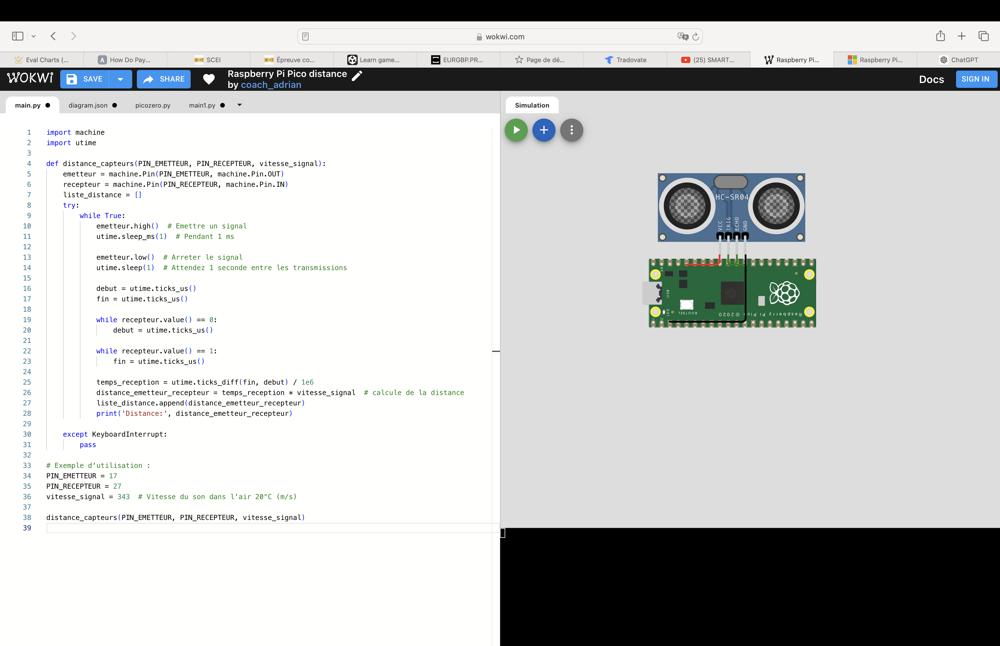 wokwi.com
Eval Charts (...
How Do Pay...
SCEI
Épreuve co...
Learn game...
EURGBP.PR...
Page de dé...
Tradovate
(25) SMART...
Raspberry Pi...
Raspberry Pi...
ChatGPT
WOKWi
SAVE
SHARE
Raspberry Pi Pico distance
by coach_adrian
Docs
SIGN IN
main.py
diagram.json
picozero.py
main1.py
1 import machine
2 import utime
3
4 def distance_capteurs(PIN_EMETTEUR, PIN_RECEPTEUR, vitesse_signal):
5 emetteur = machine.Pin(PIN_EMETTEUR, machine.Pin.OUT)
6 recepteur = machine.Pin(PIN_RECEPTEUR, machine.Pin.IN)
7 liste_distance = []
8 try:
9 while True:
10 emetteur.high()  # Emettre un signal
11 utime.sleep_ms(1)  # Pendant 1 ms
12
13 emetteur.low()  # Arreter le signal
14 utime.sleep(1)  # Attendez 1 seconde entre les transmissions
15
16 debut = utime.ticks_us()
17 fin = utime.ticks_us()
18
19 while recepteur.value() == 0:
20 debut = utime.ticks_us()
21
22 while recepteur.value() == 1:
23 fin = utime.ticks_us()
24
25 temps_reception = utime.ticks_diff(fin, debut) / 1e6
26 distance_emetteur_recepteur = temps_reception * vitesse_signal  # calcule de la distance
27 liste_distance.append(distance_emetteur_recepteur)
28 print('Distance:', distance_emetteur_recepteur)
29
30 except KeyboardInterrupt:
31 pass
32
33 # Exemple d'utilisation :
34 PIN_EMETTEUR = 17
35 PIN_RECEPTEUR = 27
36 vitesse_signal = 343  # Vitesse du son dans l'air 20°C (m/s)
37
38 distance_capteurs(PIN_EMETTEUR, PIN_RECEPTEUR, vitesse_signal)
39
Simulation
HC-SR04
VCC
TRIG
ECHO
GND
39
USB
BOOTSEL
LED
1
2
Raspberry Pi Pico ©2020